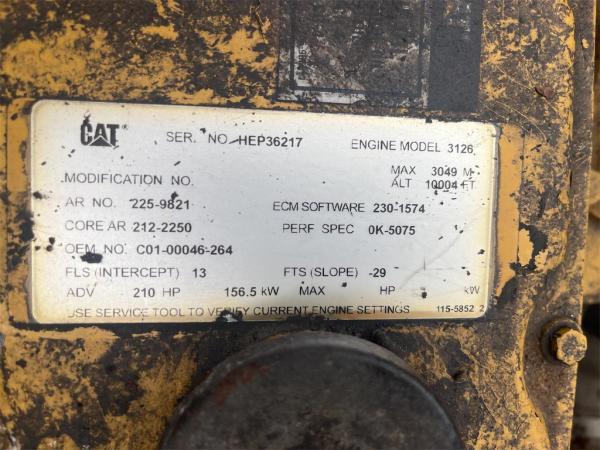 CAT
SER. NO. HEP36217 ENGINE MODEL 3126
MODIFICATION NO. MAX 3049 M
ALT 10004 FT
AR NO. 225-9821 ECM SOFTWARE 230-1574
CORE AR 212-2250 PERF SPEC 0K-5075
OEM NO. C01-00046-264
FLS (INTERCEPT) 13 FTS (SLOPE) -29
ADV 210 HP 156.5 kW MAX HP kW
USE SERVICE TOOL TO VERIFY CURRENT ENGINE SETTINGS 115-5852 2